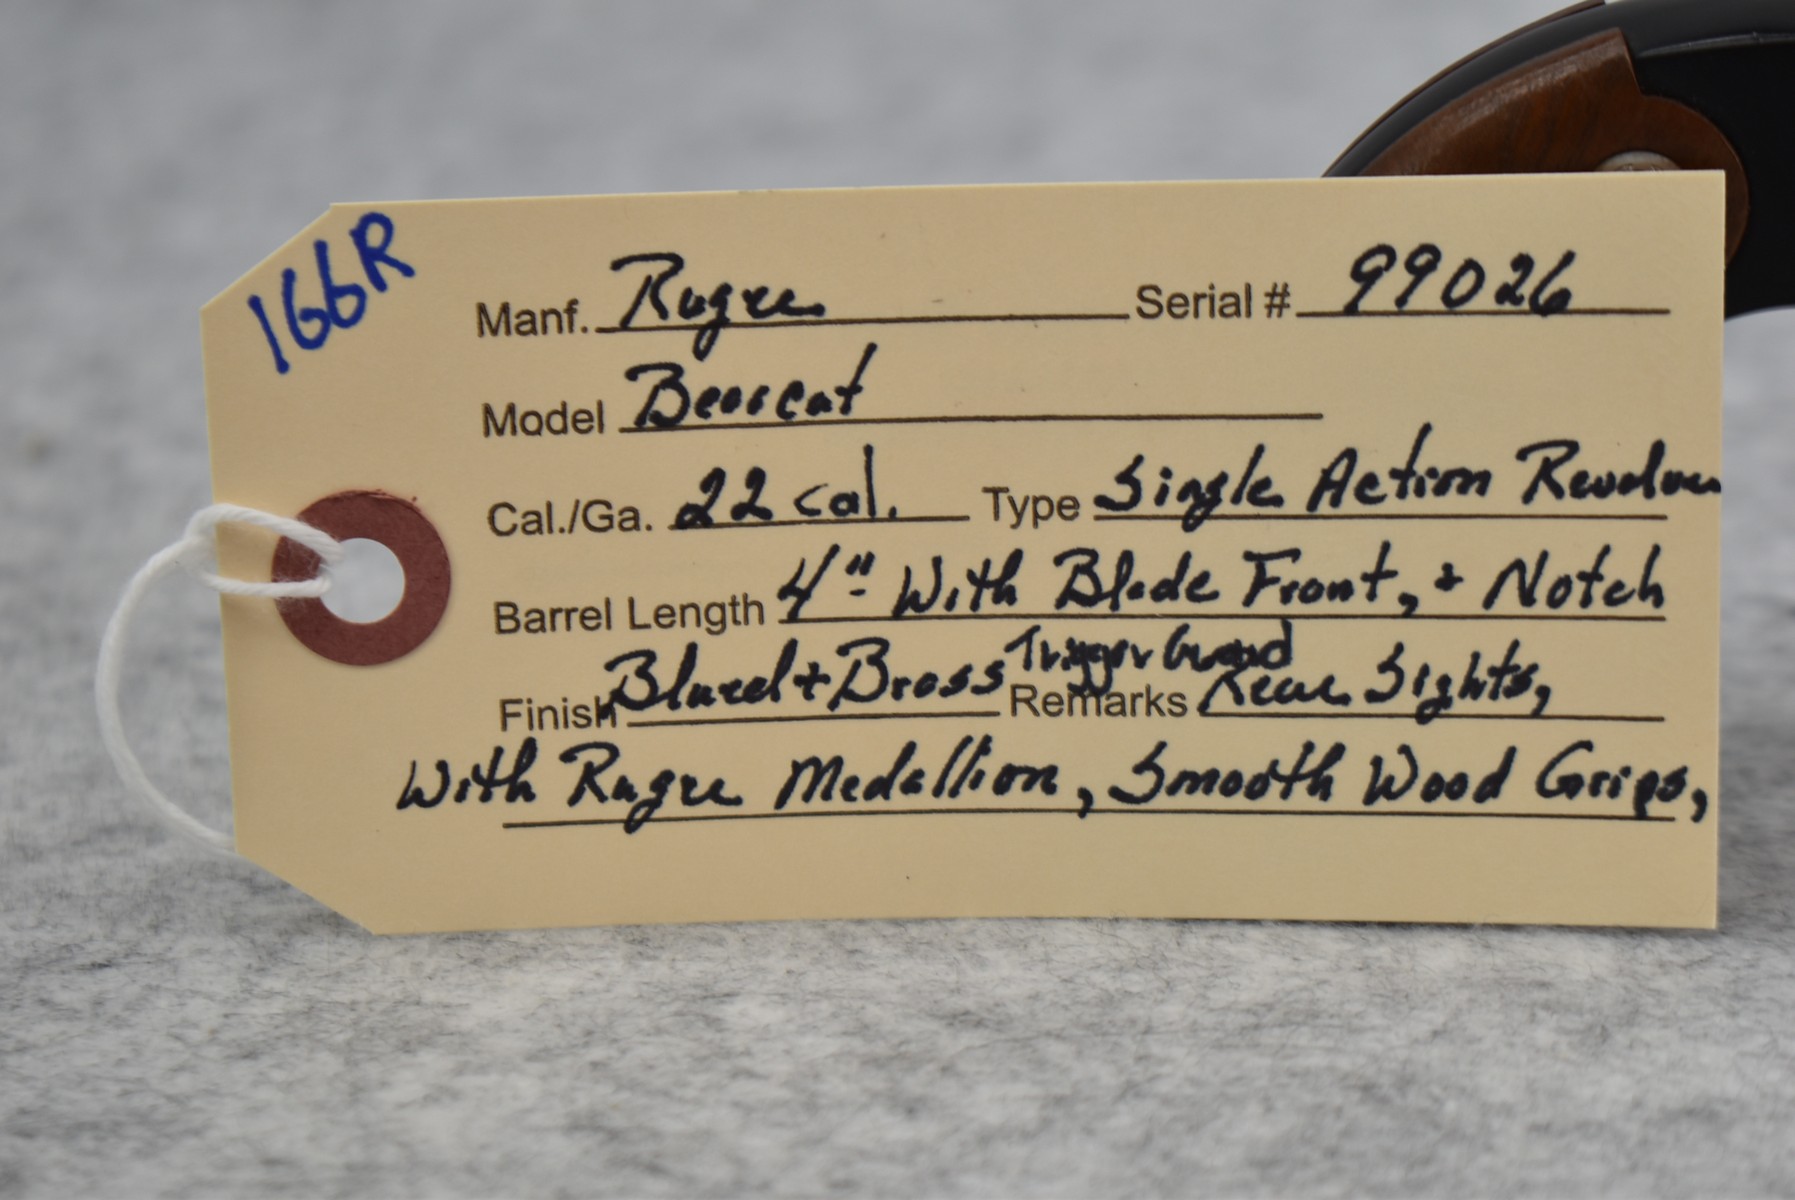 166R
Manf. Ruger Serial # 99026
Model Bearcat
Cal./Ga. 22 cal. Type Single Action Revolver
Barrel Length 4" With Blade Front, + Notch
Finish Blued + Brass Trigger Guard Remarks Rear Sights,
With Ruger Medallion, Smooth Wood Grips,